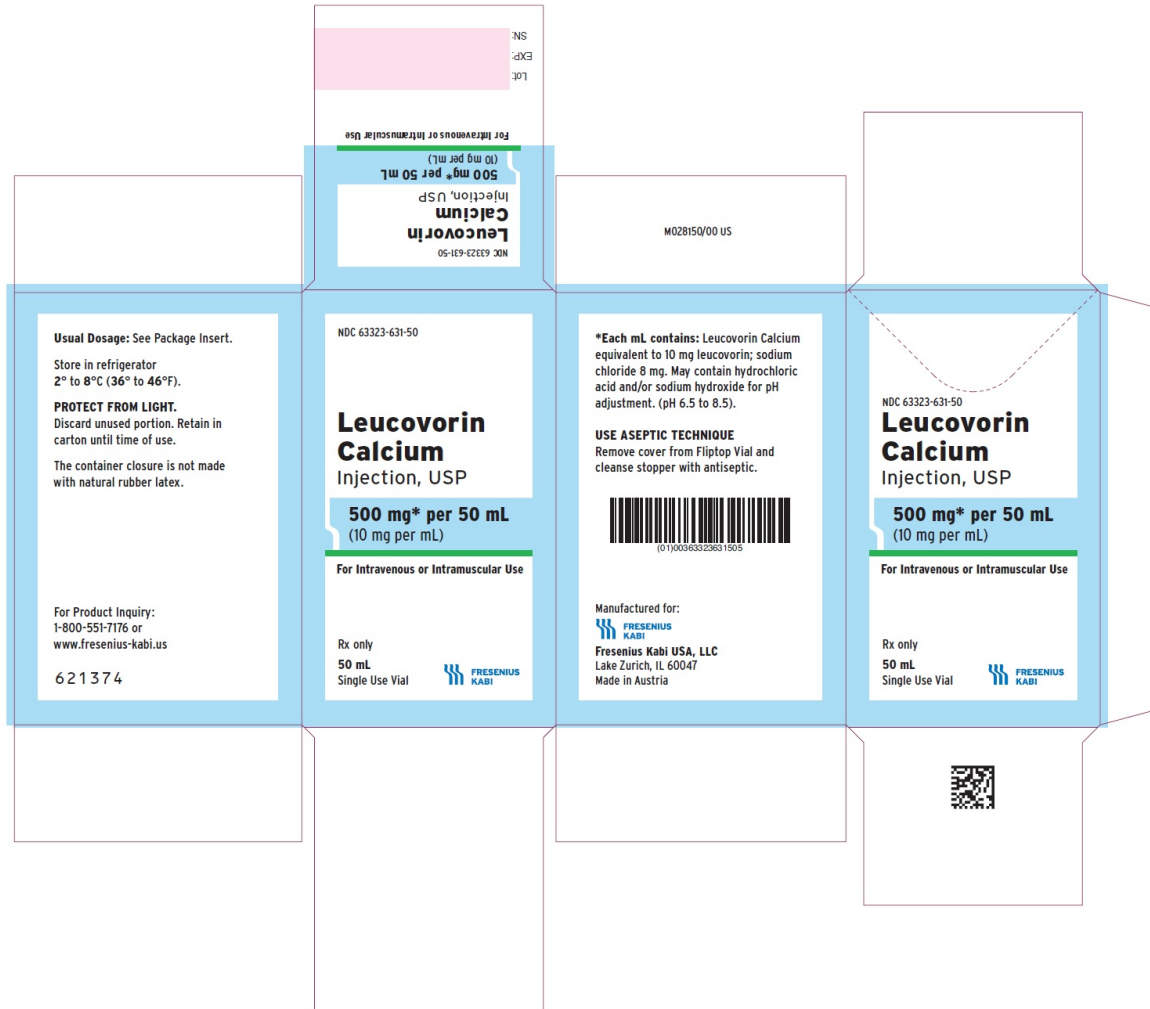 SN:
EXP:
Lot:
For Intravenous or Intramuscular Use
(10 mg per mL)
500 mg* per 50 mL
Injection, USP
Calcium
Leucovorin
NDC 63323-631-50
M028150/00 US
Usual Dosage: See Package Insert.
Store in refrigerator
2° to 8°C (36° to 46°F).
PROTECT FROM LIGHT.
Discard unused portion. Retain in
carton until time of use.
The container closure is not made
with natural rubber latex.
For Product Inquiry:
1-800-551-7176 or
www.fresenius-kabi.us
621374
NDC 63323-631-50
Leucovorin
Calcium
Injection, USP
500 mg* per 50 mL
(10 mg per mL)
For Intravenous or Intramuscular Use
Rx only
50 mL
Single Use Vial
FRESENIUS
KABI
*Each mL contains: Leucovorin Calcium
equivalent to 10 mg leucovorin; sodium
chloride 8 mg. May contain hydrochloric
acid and/or sodium hydroxide for pH
adjustment. (pH 6.5 to 8.5).
USE ASEPTIC TECHNIQUE
Remove cover from Fliptop Vial and
cleanse stopper with antiseptic.
(01)00363323631505
Manufactured for:
FRESENIUS
KABI
Fresenius Kabi USA, LLC
Lake Zurich, IL 60047
Made in Austria
NDC 63323-631-50
Leucovorin
Calcium
Injection, USP
500 mg* per 50 mL
(10 mg per mL)
For Intravenous or Intramuscular Use
Rx only
50 mL
Single Use Vial
FRESENIUS
KABI